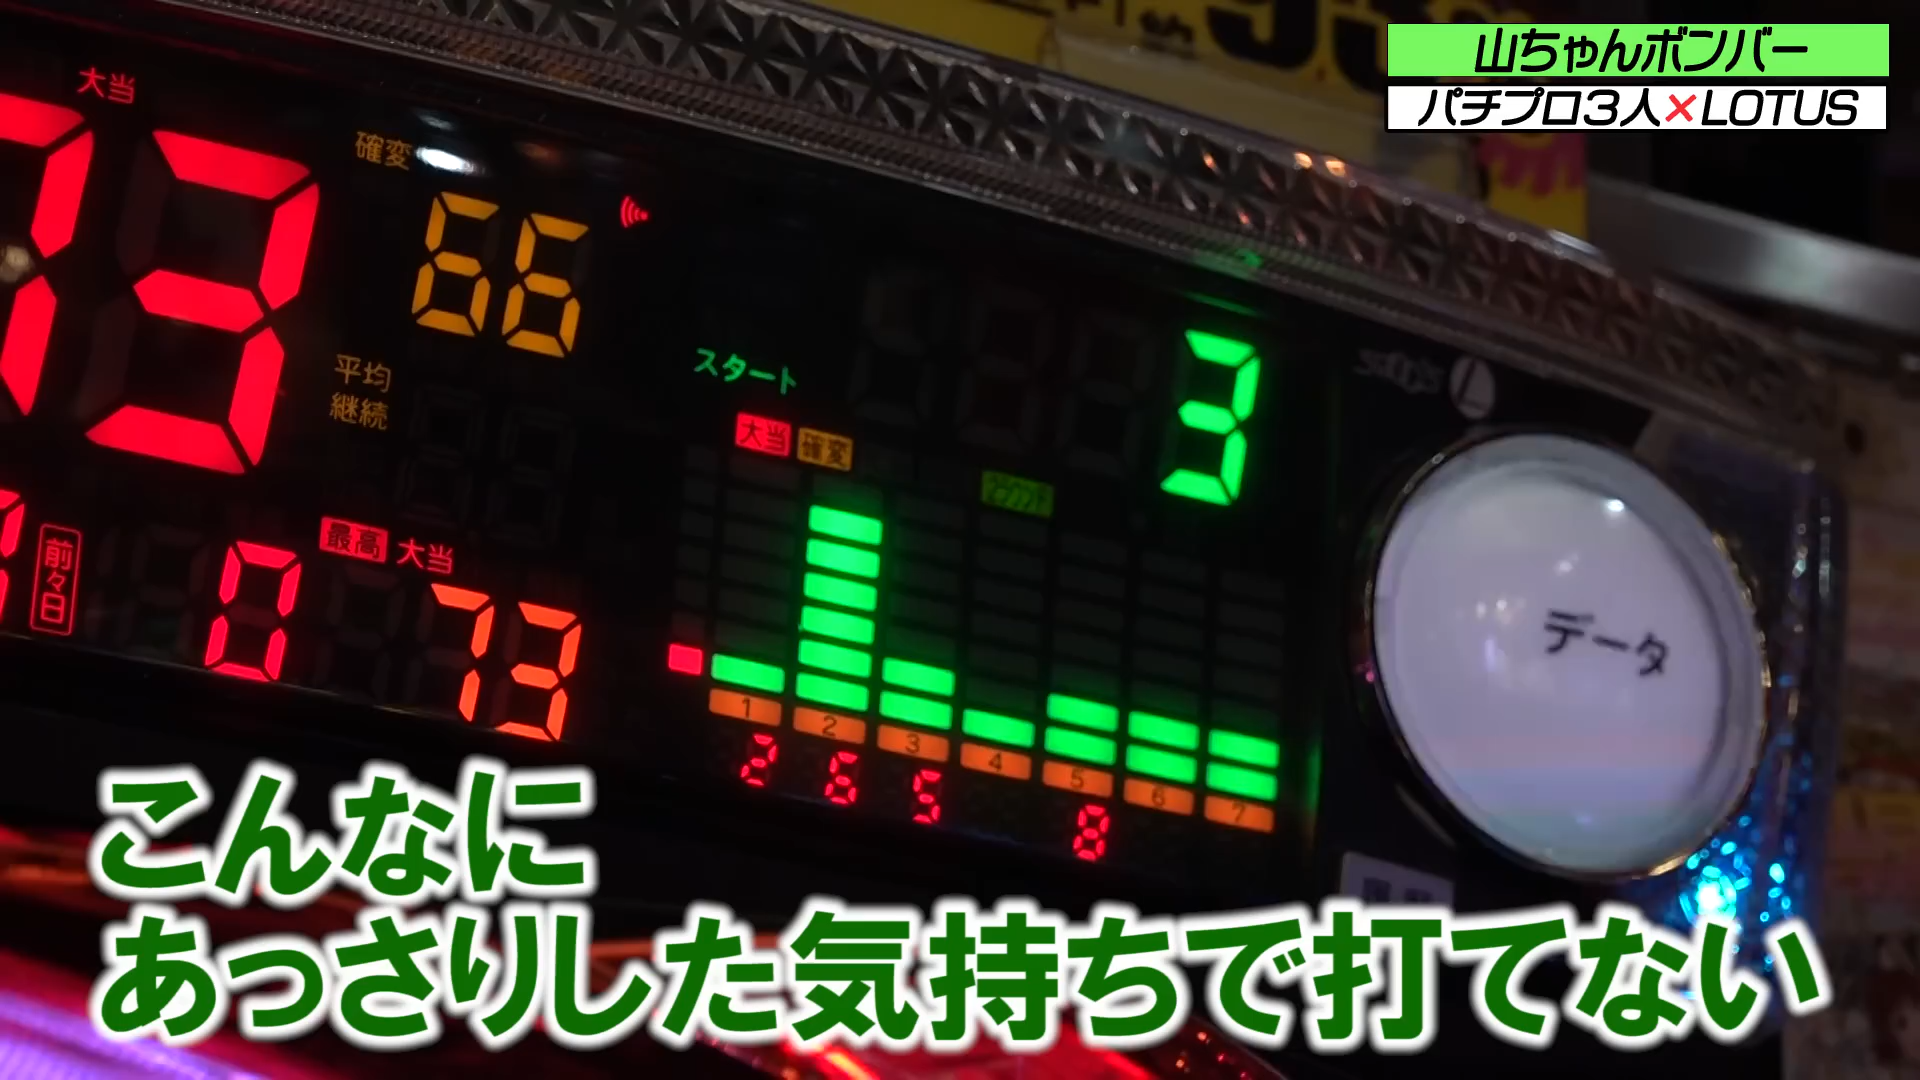 山ちゃんボンバー
パチプロ3人×LOTUS
大当
73
確変
66
平均
継続
スタート
3
大当 確変
前々日
0
最高 大当
73
1 2 3 4 5 6 7
2 6 5 8
データ
こんなに
あっさりした気持ちで打てない